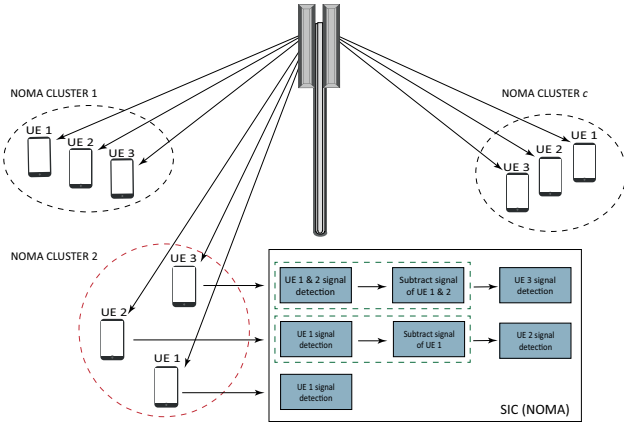 NOMA CLUSTER 1
UE 1
UE 2
UE 3
NOMA CLUSTER c
UE 1
UE 2
UE 3
NOMA CLUSTER 2
UE 3
UE 2
UE 1
UE 1 & 2 signal
detection
Subtract signal
of UE 1 & 2
UE 3 signal
detection
UE 1 signal
detection
Subtract signal
of UE 1
UE 2 signal
detection
UE 1 signal
detection
SIC (NOMA)